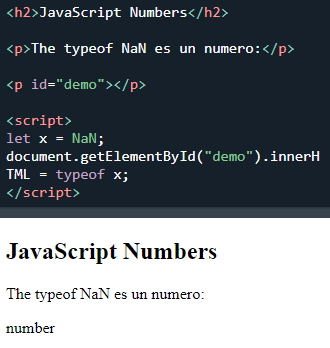 <h2>JavaScript Numbers</h2>
<p>The typeof NaN es un numero:</p>
<p id="demo"></p>
<script>
let x = NaN;
document.getElementById("demo").innerH
TML = typeof x;
</script>
JavaScript Numbers
The typeof NaN es un numero:
number